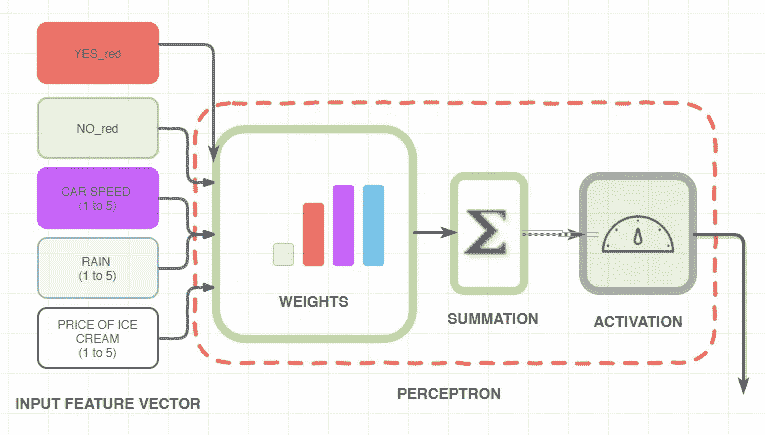 YES_red
NO_red
CAR SPEED
(1 to 5)
RAIN
(1 to 5)
PRICE OF ICE
CREAM
(1 to 5)
INPUT FEATURE VECTOR
WEIGHTS
Σ
SUMMATION
ACTIVATION
PERCEPTRON